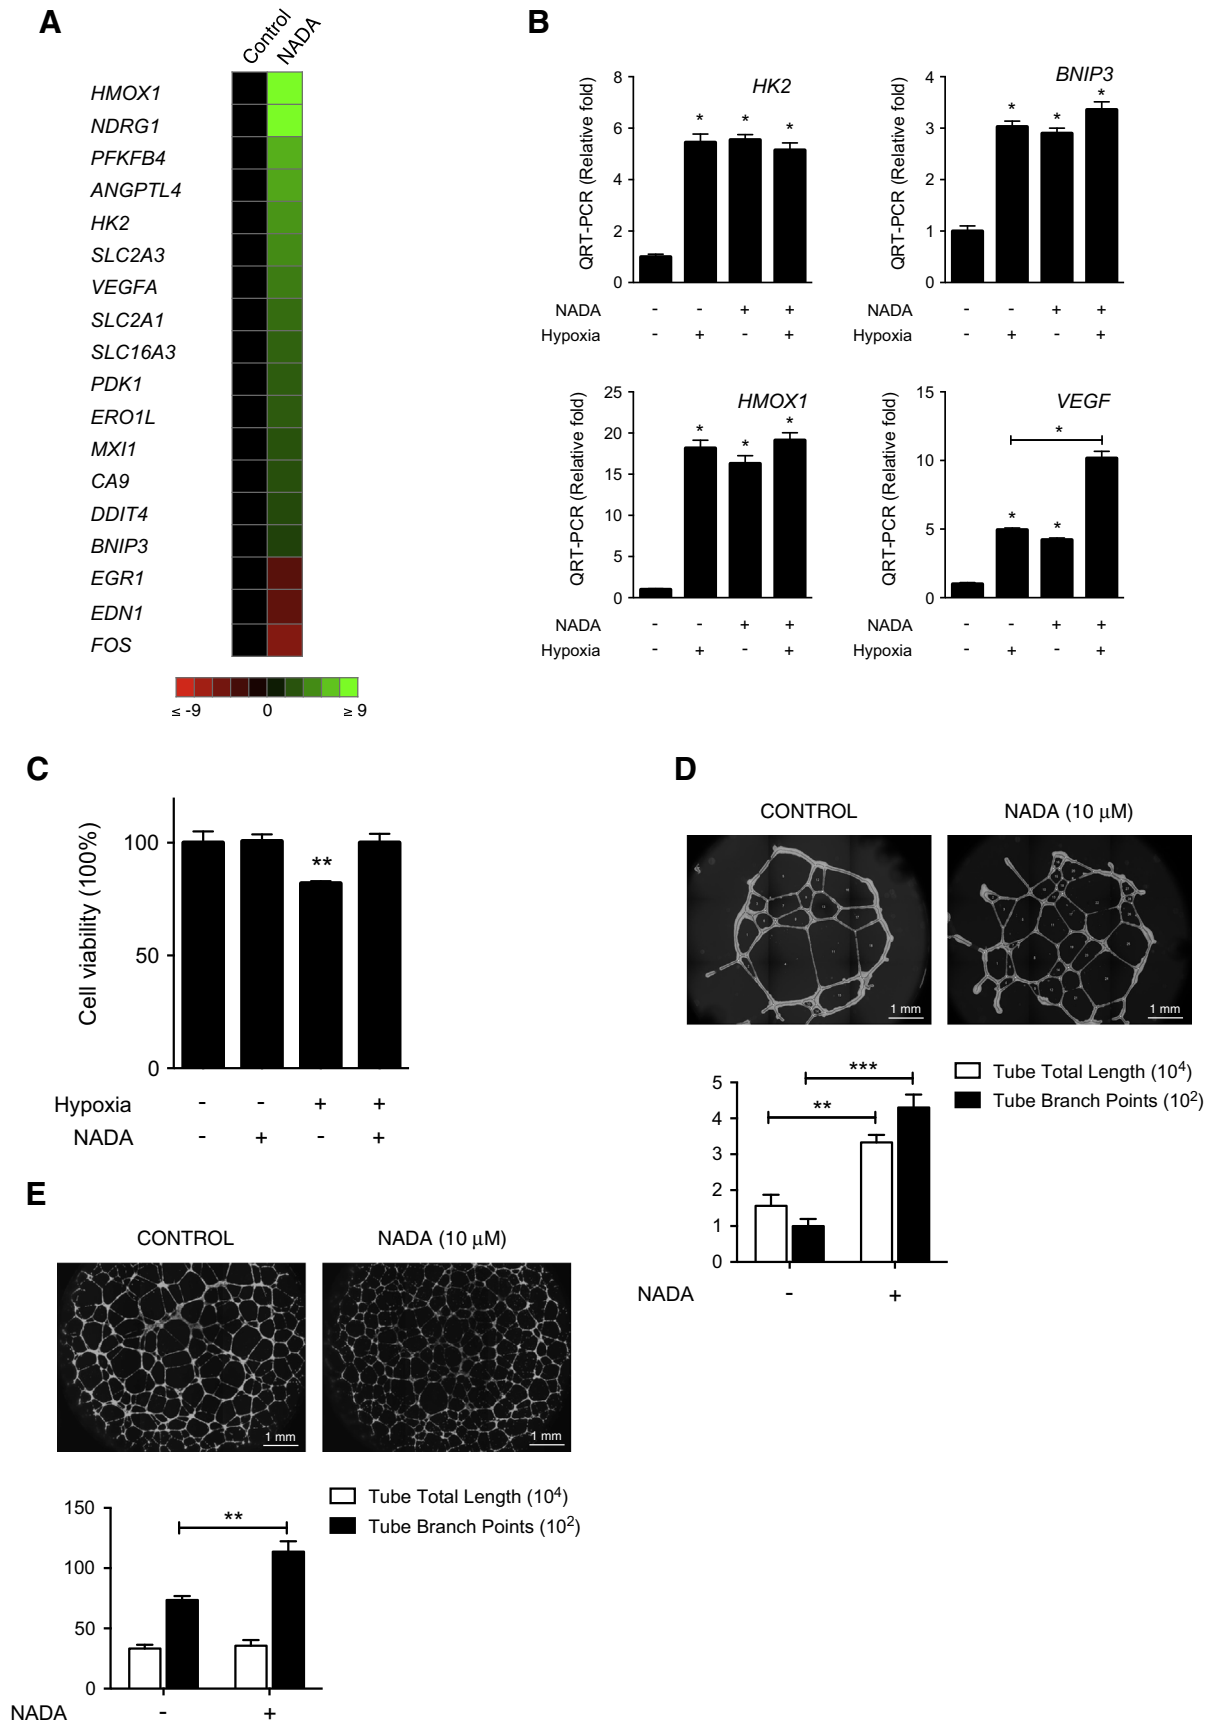 A
Control
NADA
HMOX1
NDRG1
PFKFB4
ANGPTL4
HK2
SLC2A3
VEGFA
SLC2A1
SLC16A3
PDK1
ERO1L
MXI1
CA9
DDIT4
BNIP3
EGR1
EDN1
FOS
≤ -9 0 ≥ 9
B
HK2
QRT-PCR (Relative fold)
8
6
4
2
0
*
*
*
NADA - - + +
Hypoxia - + - +
BNIP3
QRT-PCR (Relative fold)
4
3
2
1
0
*
*
*
NADA - - + +
Hypoxia - + - +
HMOX1
QRT-PCR (Relative fold)
25
20
15
10
5
0
*
*
*
NADA - - + +
Hypoxia - + - +
VEGF
QRT-PCR (Relative fold)
15
10
5
0
*
*
*
NADA - - + +
Hypoxia - + - +
C
Cell viability (100%)
100
50
0
**
Hypoxia - - + +
NADA - + - +
D
CONTROL
NADA (10 µM)
1 mm
1 mm
Tube Total Length (10⁴)
Tube Branch Points (10²)
5
4
3
2
1
0
***
**
NADA - +
E
CONTROL
NADA (10 µM)
1 mm
1 mm
Tube Total Length (10⁴)
Tube Branch Points (10²)
150
100
50
0
**
NADA - +